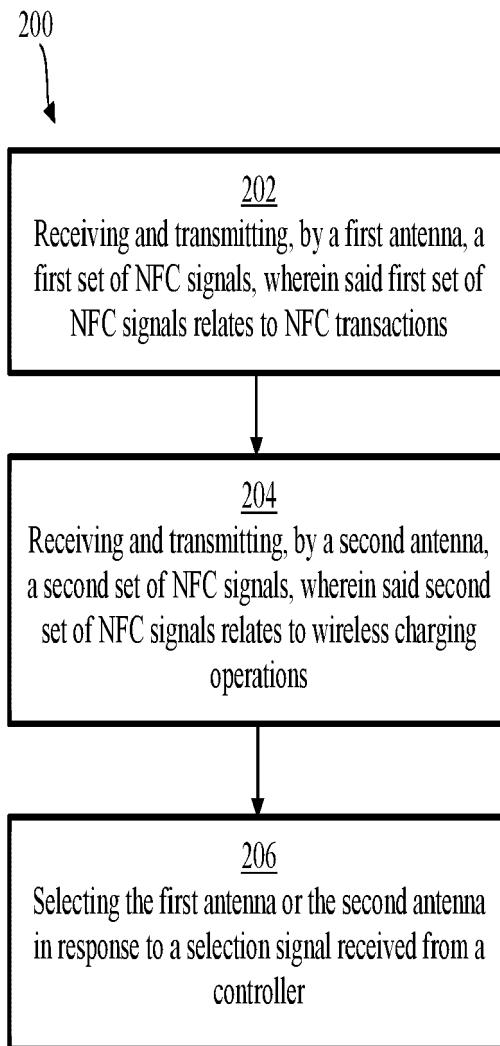 200
202
Receiving and transmitting, by a first antenna, a
first set of NFC signals, wherein said first set of
NFC signals relates to NFC transactions
204
Receiving and transmitting, by a second antenna,
a second set of NFC signals, wherein said second
set of NFC signals relates to wireless charging
operations
206
Selecting the first antenna or the second antenna
in response to a selection signal received from a
controller